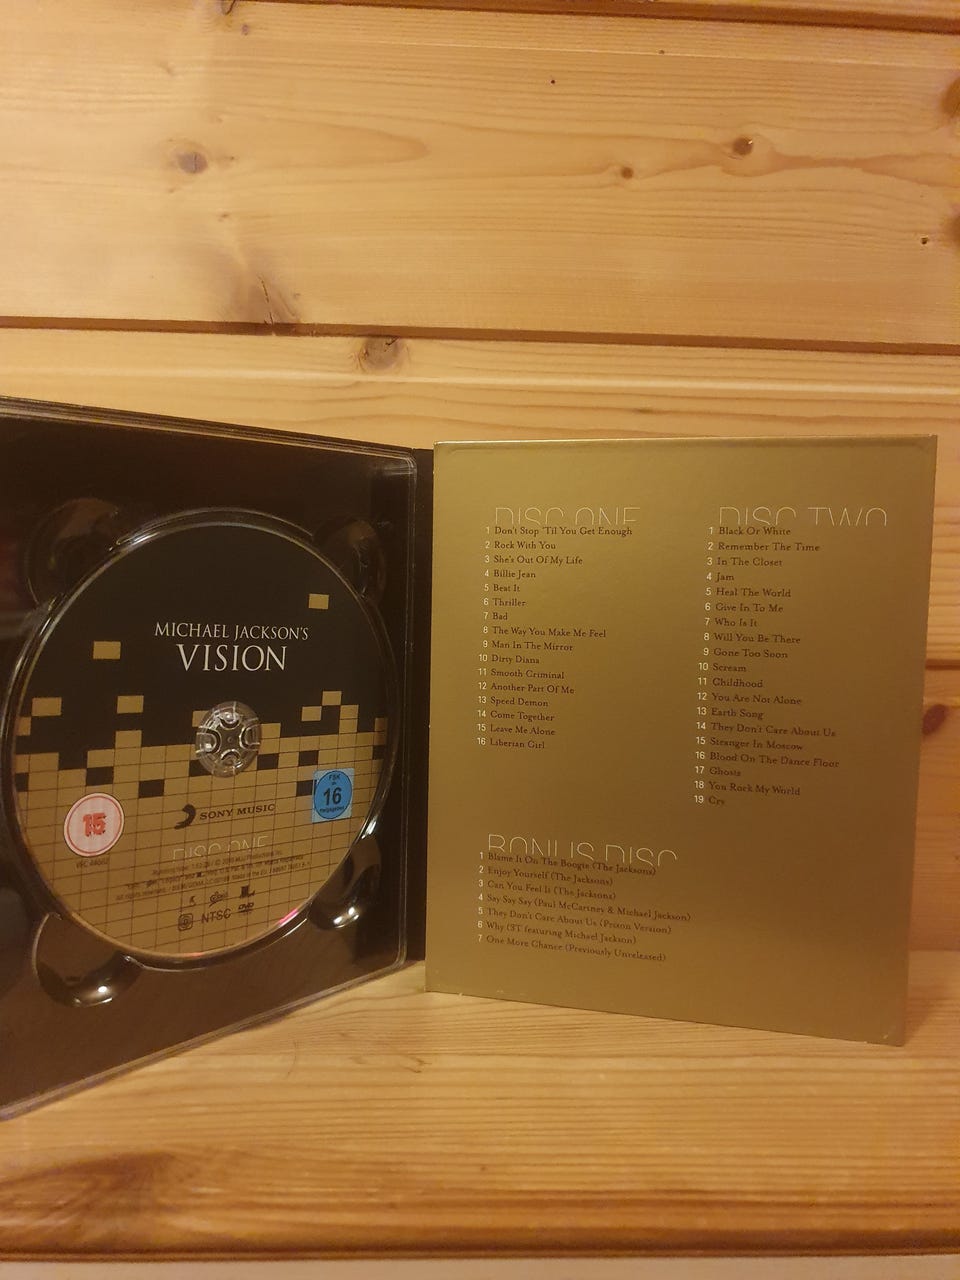 MICHAEL JACKSON'S
VISION
SONY MUSIC
FSK
16
15
DISC ONE
NTSC
DVD
DISC ONE
1 Don't Stop 'Til You Get Enough
2 Rock With You
3 She's Out Of My Life
4 Billie Jean
5 Beat It
6 Thriller
7 Bad
8 The Way You Make Me Feel
9 Man In The Mirror
10 Dirty Diana
11 Smooth Criminal
12 Another Part Of Me
13 Speed Demon
14 Come Together
15 Leave Me Alone
16 Liberian Girl
DISC TWO
1 Black Or White
2 Remember The Time
3 In The Closet
4 Jam
5 Heal The World
6 Give In To Me
7 Who Is It
8 Will You Be There
9 Gone Too Soon
10 Scream
11 Childhood
12 You Are Not Alone
13 Earth Song
14 They Don't Care About Us
15 Stranger In Moscow
16 Blood On The Dance Floor
17 Ghosts
18 You Rock My World
19 Cry
BONUS DISC
1 Blame It On The Boogie (The Jacksons)
2 Enjoy Yourself (The Jacksons)
3 Can You Feel It (The Jacksons)
4 Say Say Say (Paul McCartney & Michael Jackson)
5 They Don't Care About Us (Prison Version)
6 Why (3T featuring Michael Jackson)
7 One More Chance (Previously Unreleased)